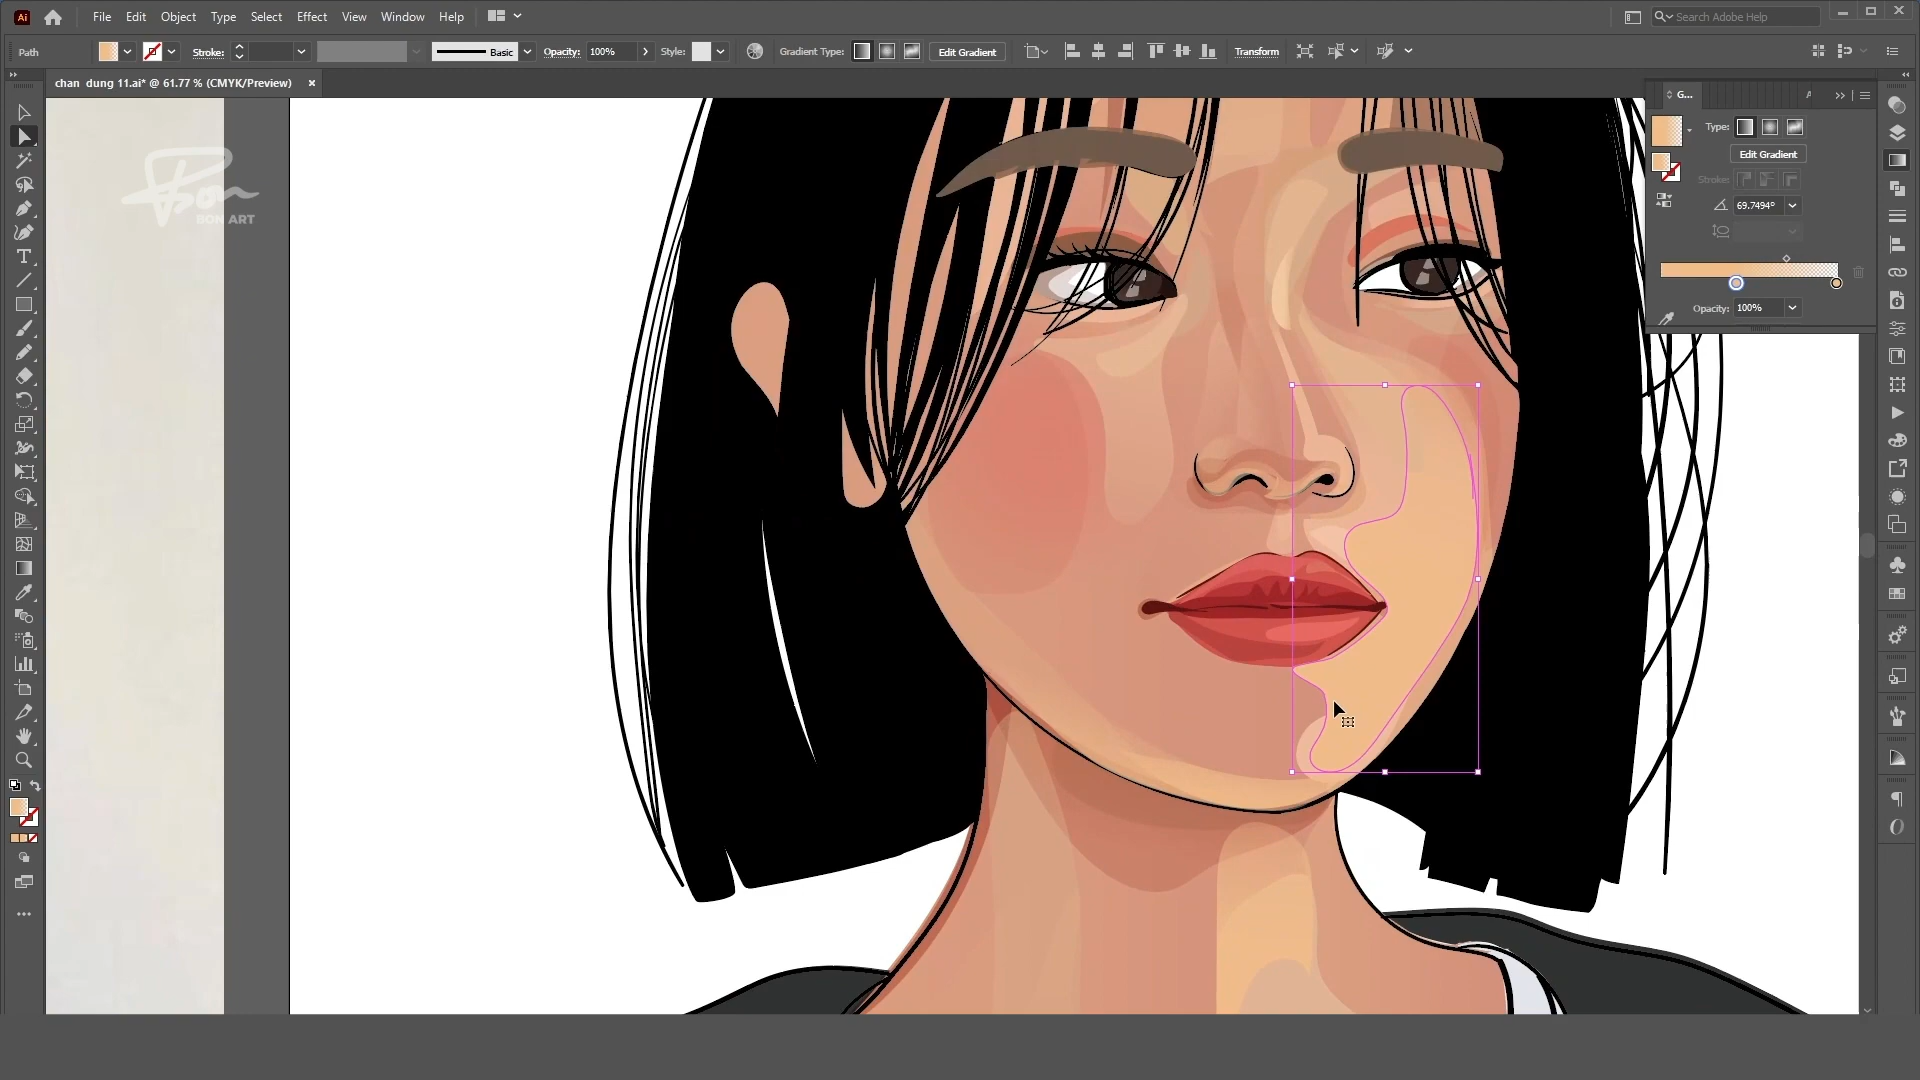 Ai File Edit Object Type Select Effect View Window Help Search Adobe Help
Path Stroke: Basic Opacity: 100% Style: Gradient Type: Edit Gradient Transform
chan dung 11.ai* @ 61.77 % (CMYK/Preview)
G...
Type:
Edit Gradient
Stroke:
69.7494°
Opacity: 100%
BON ART